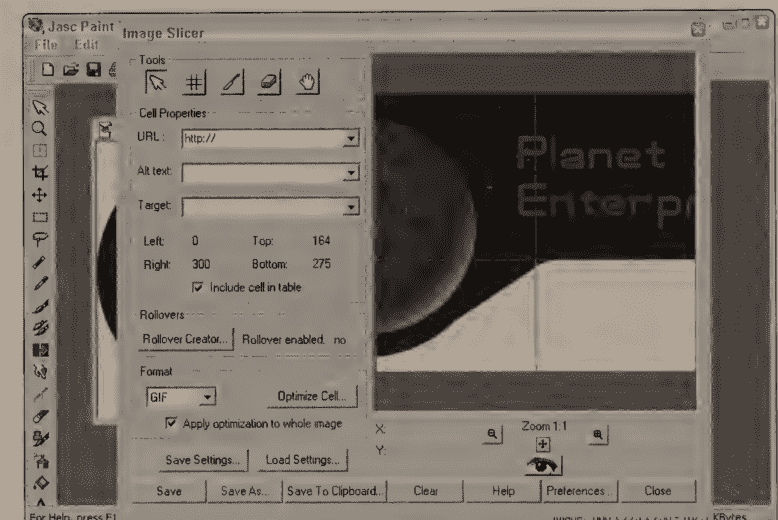 Jasc Paint
Image Slicer
File Edit
Tools
Cell Properties
URL : http://
Alt text:
Target:
Left: 0 Top: 164
Right: 300 Bottom: 275
Include cell in table
Rollovers
Rollover Creator... Rollover enabled. no
Format
GIF Optimize Cell...
Apply optimization to whole image
Save Settings... Load Settings...
Planet
Enterpr
X:
Y:
Zoom 1:1
Save Save As... Save To Clipboard... Clear Help Preferences... Close
For Help, press F1
KBytes